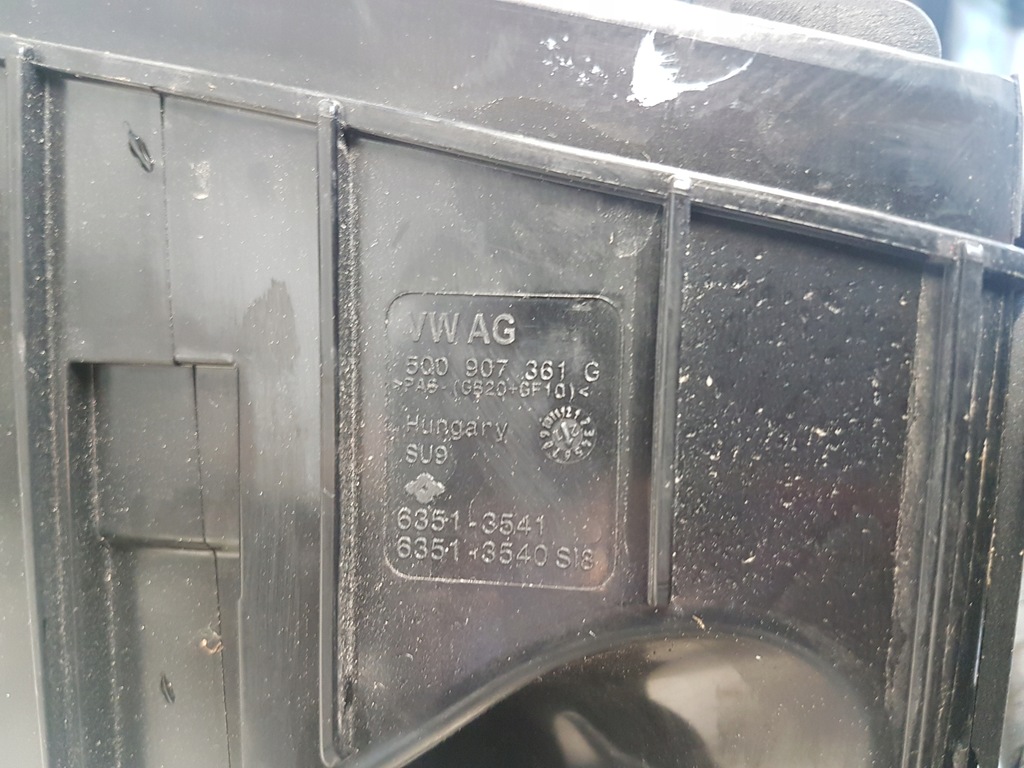 VW AG
5Q0 907 361 G
>PA6-(GB20+GF10)<
Hungary
SU9
6351-3541
6351-3540 S18